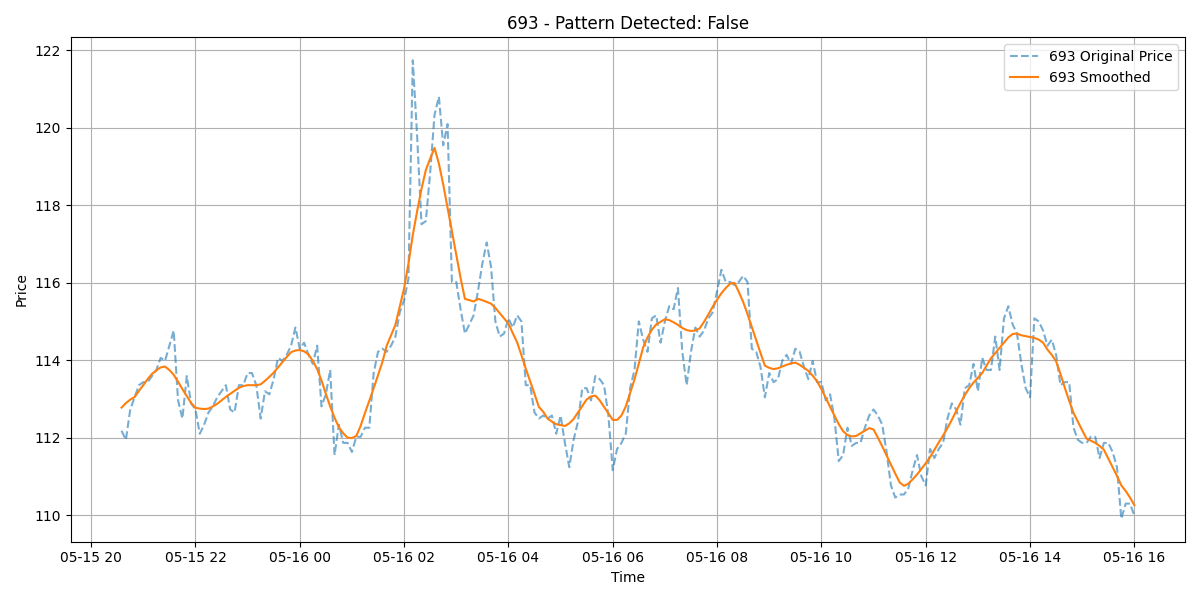 693 - Pattern Detected: False
693 Original Price
693 Smoothed
Price
122
120
118
116
114
112
110
05-15 20 05-15 22 05-16 00 05-16 02 05-16 04 05-16 06 05-16 08 05-16 10 05-16 12 05-16 14 05-16 16
Time